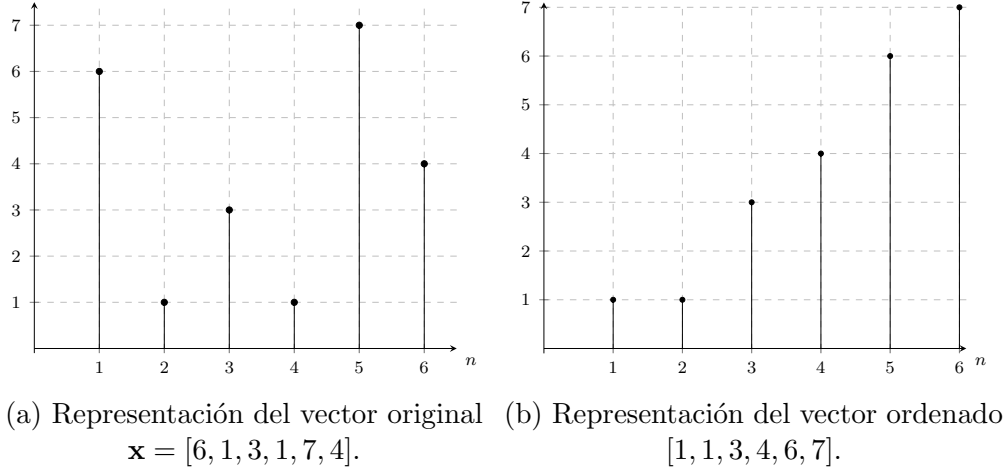 7
6
5
4
3
2
1
1 2 3 4 5 6 n
7
6
5
4
3
2
1
1 2 3 4 5 6 n
(a) Representación del vector original
x = [6, 1, 3, 1, 7, 4].
(b) Representación del vector ordenado
[1, 1, 3, 4, 6, 7].